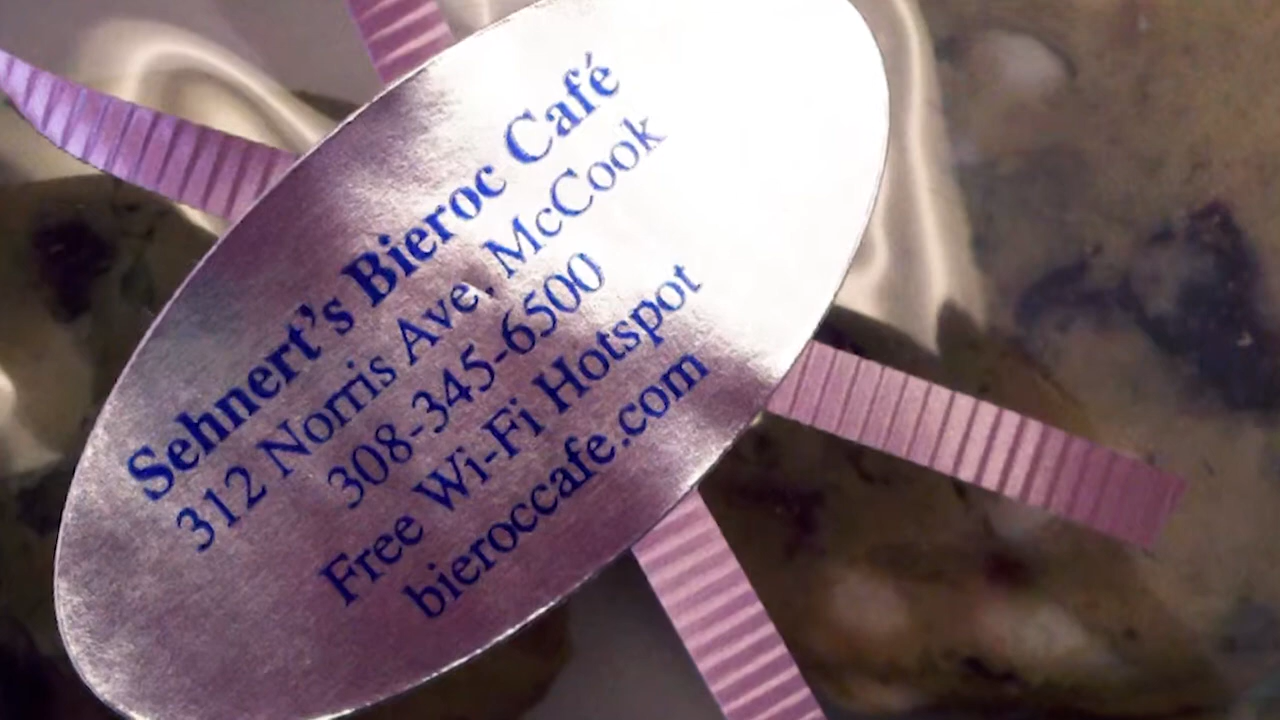 Sehnert's Bieroc Café
312 Norris Ave, McCook
308-345-6500
Free Wi-Fi Hotspot
bieroccafe.com